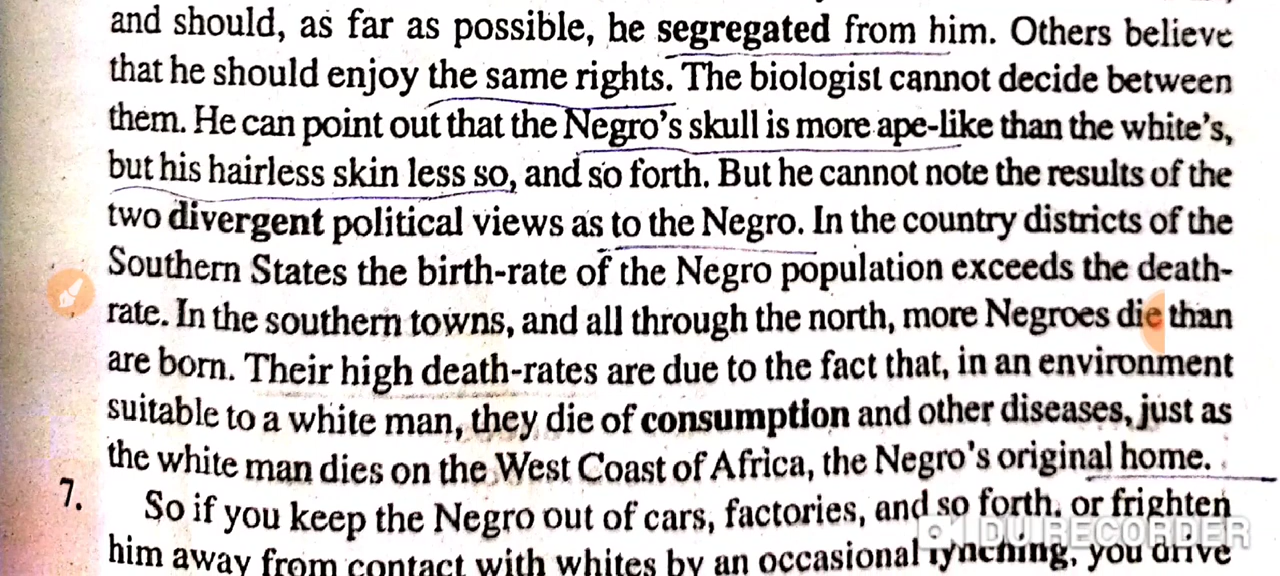 and should, as far as possible, be segregated from him. Others believe
that he should enjoy the same rights. The biologist cannot decide between
them. He can point out that the Negro's skull is more ape-like than the white's,
but his hairless skin less so, and so forth. But he cannot note the results of the
two divergent political views as to the Negro. In the country districts of the
Southern States the birth-rate of the Negro population exceeds the death-
rate. In the southern towns, and all through the north, more Negroes die than
are born. Their high death-rates are due to the fact that, in an environment
suitable to a white man, they die of consumption and other diseases, just as
the white man dies on the West Coast of Africa, the Negro's original home.
7. So if you keep the Negro out of cars, factories, and so forth, or frighten
him away from contact with whites by an occasional lynching, you drive
DU RECORDER